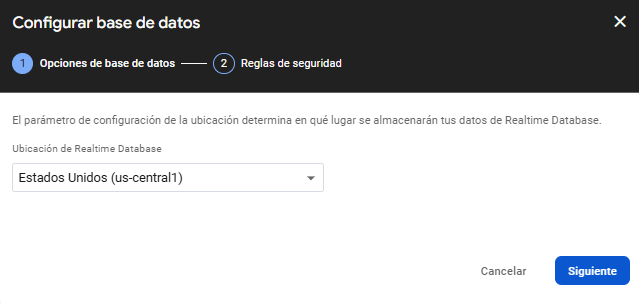 Configurar base de datos
1 Opciones de base de datos 2 Reglas de seguridad
El parámetro de configuración de la ubicación determina en qué lugar se almacenarán tus datos de Realtime Database.
Ubicación de Realtime Database
Estados Unidos (us-central1)
Cancelar Siguiente